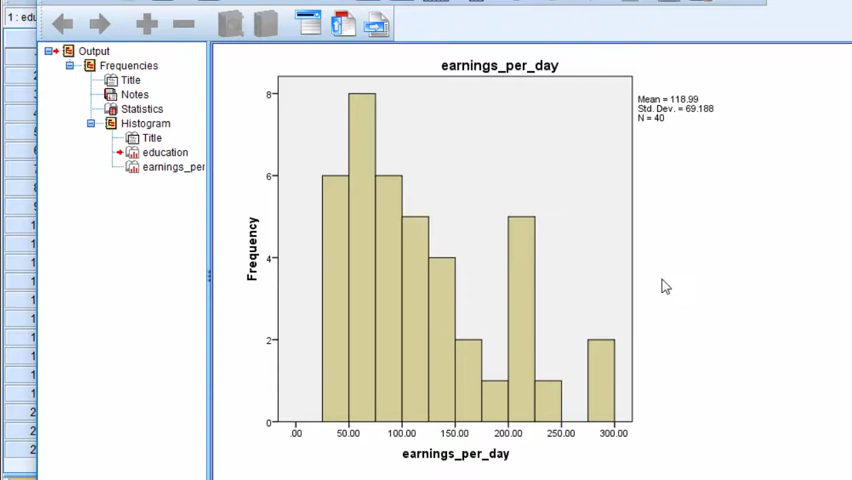 1 : edu
Output
Frequencies
Title
Notes
Statistics
Histogram
Title
education
earnings_per
earnings_per_day
Mean = 118.99
Std. Dev. = 69.188
N = 40
Frequency
8
6
4
2
0
.00 50.00 100.00 150.00 200.00 250.00 300.00
earnings_per_day